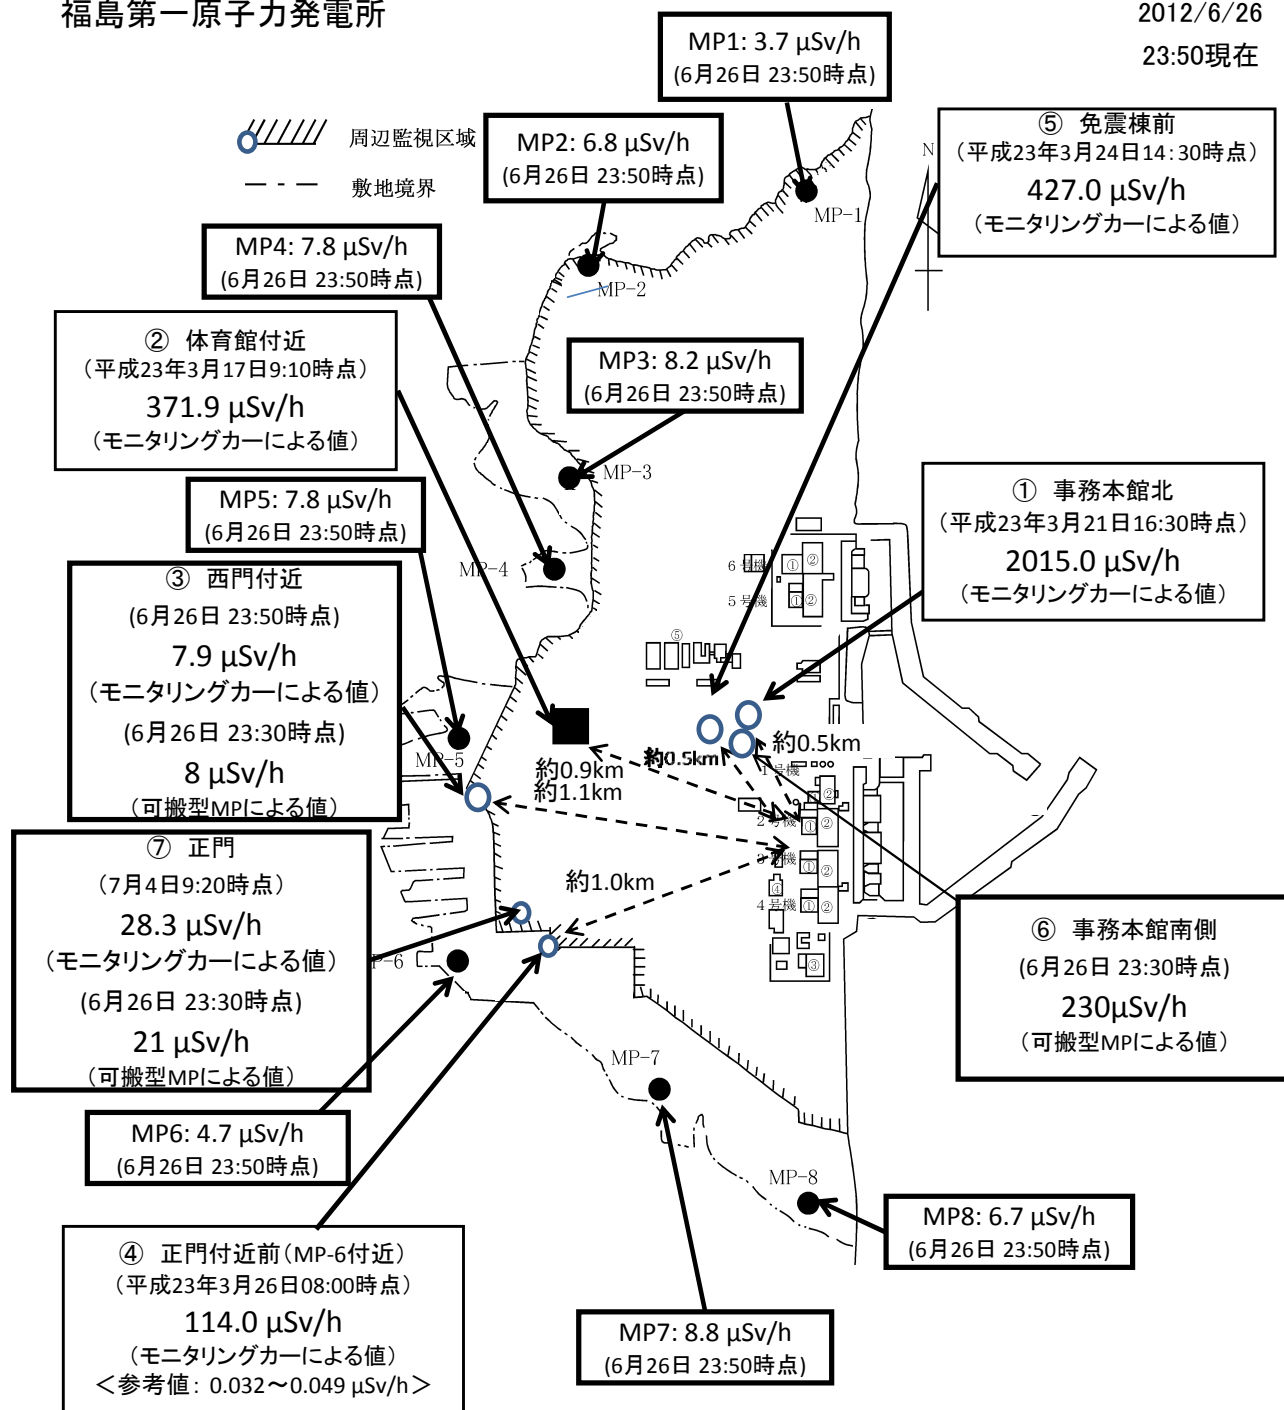 福島第一原子力発電所
2012/6/26
23:50現在
MP1: 3.7 μSv/h
(6月26日 23:50時点)
周辺監視区域
敷地境界
MP2: 6.8 μSv/h
(6月26日 23:50時点)
⑤ 免震棟前
(平成23年3月24日14:30時点)
427.0 μSv/h
(モニタリングカーによる値)
N
MP-1
MP4: 7.8 μSv/h
(6月26日 23:50時点)
MP-2
② 体育館付近
(平成23年3月17日9:10時点)
371.9 μSv/h
(モニタリングカーによる値)
MP3: 8.2 μSv/h
(6月26日 23:50時点)
MP-3
MP5: 7.8 μSv/h
(6月26日 23:50時点)
① 事務本館北
(平成23年3月21日16:30時点)
2015.0 μSv/h
(モニタリングカーによる値)
MP-4
6号機
① ②
5号機
① ②
③ 西門付近
(6月26日 23:50時点)
7.9 μSv/h
(モニタリングカーによる値)
(6月26日 23:30時点)
8 μSv/h
(可搬型MPによる値)
⑤
MP-5
約0.9km
約1.1km
約0.5km
約0.5km
1号機
①②
2号機
① ②
3号機
① ②
④
4号機
① ②
③
約1.0km
⑦ 正門
(7月4日9:20時点)
28.3 μSv/h
(モニタリングカーによる値)
(6月26日 23:30時点)
21 μSv/h
(可搬型MPによる値)
P-6
⑥ 事務本館南側
(6月26日 23:30時点)
230μSv/h
(可搬型MPによる値)
MP-7
MP6: 4.7 μSv/h
(6月26日 23:50時点)
MP-8
MP8: 6.7 μSv/h
(6月26日 23:50時点)
④ 正門付近前(MP-6付近)
(平成23年3月26日08:00時点)
114.0 μSv/h
(モニタリングカーによる値)
<参考値: 0.032～0.049 μSv/h>
MP7: 8.8 μSv/h
(6月26日 23:50時点)